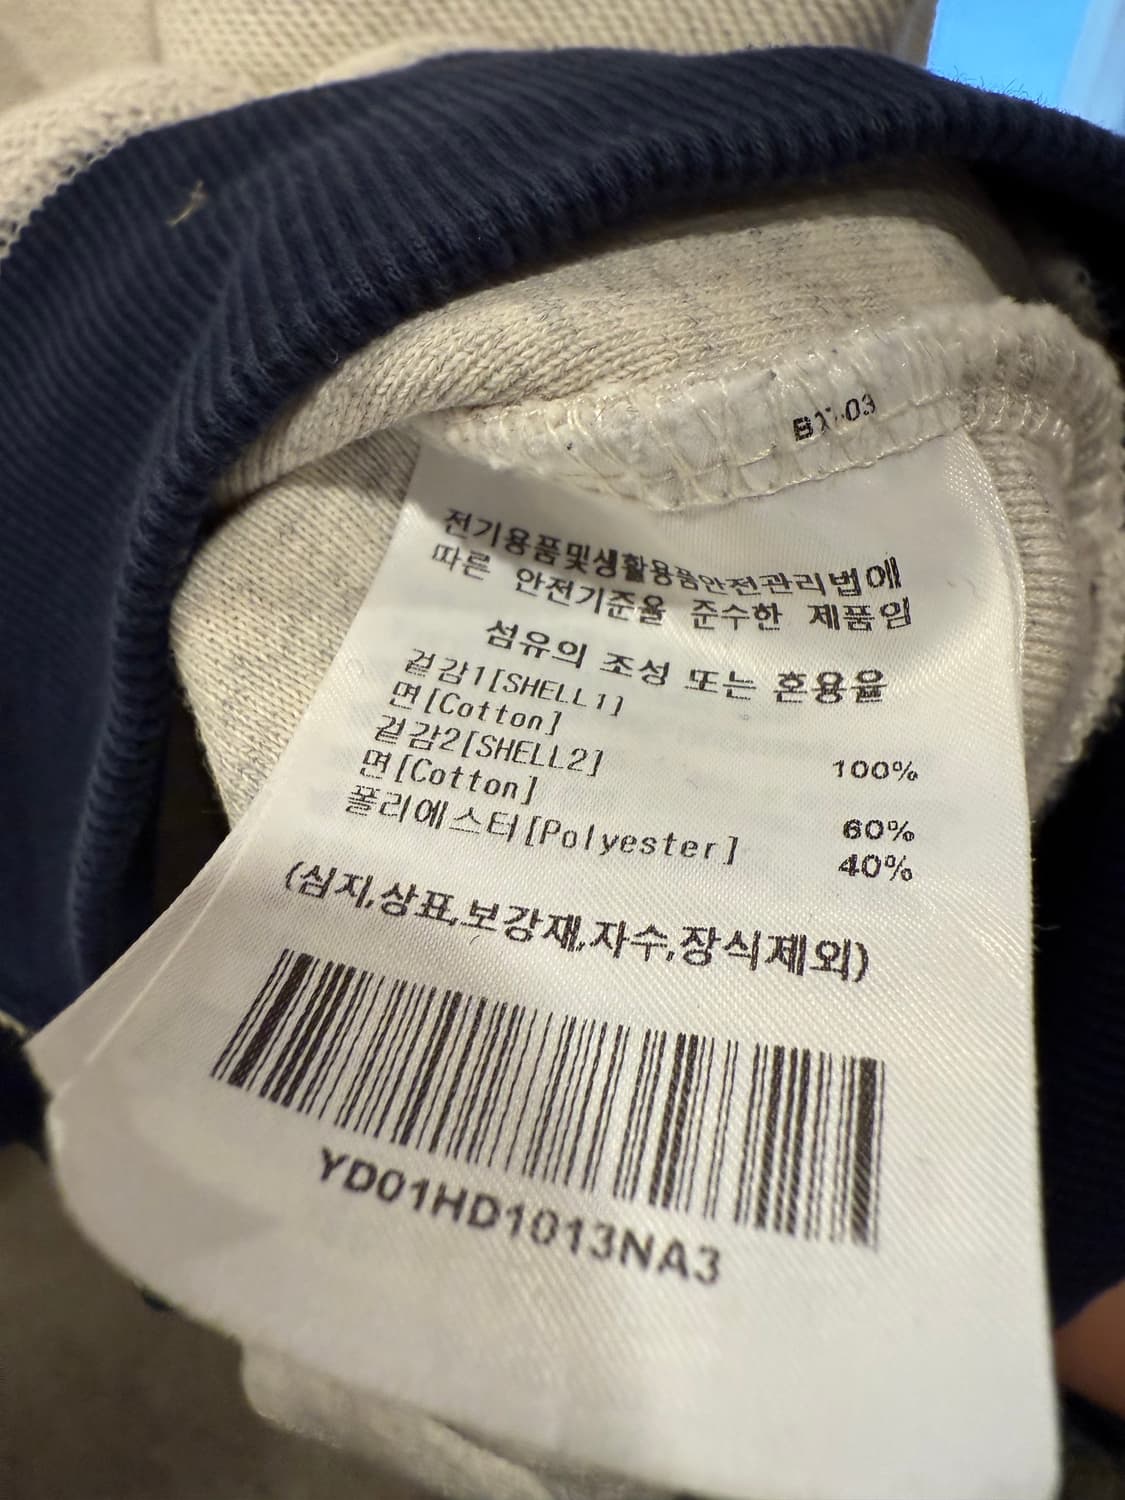 전기용품및생활용품안전관리법에
따른 안전기준을 준수한 제품임
섬유의 조성 또는 혼용율
겉감1[SHELL1]
면[Cotton] 100%
겉감2[SHELL2]
면[Cotton] 60%
폴리에스터[Polyester] 40%
(심지,상표,보강재,자수,장식제외)
YD01HD1013NA3